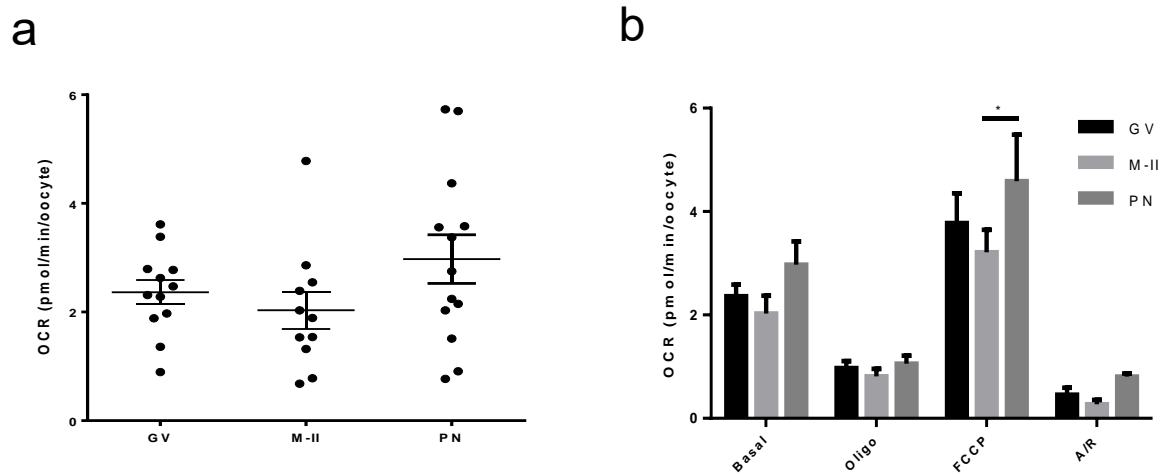 a
OCR (pmol/min/oocyte)
6
4
2
0
GV
M-II
PN
b
OCR (pmol/min/oocyte)
6
4
2
0
*
GV
M-II
PN
Basal
Oligo
FCCP
A/R